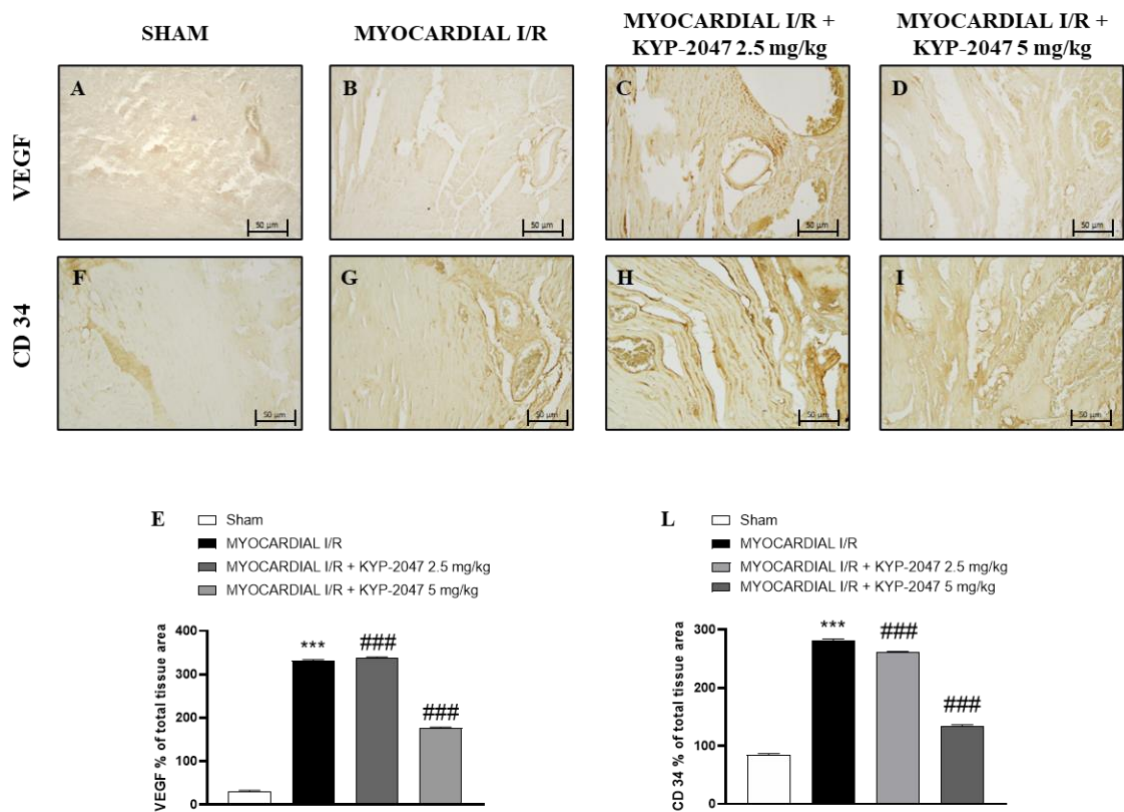 SHAM
MYOCARDIAL I/R
MYOCARDIAL I/R +
KYP-2047 2.5 mg/kg
MYOCARDIAL I/R +
KYP-2047 5 mg/kg
VEGF
A
50 µm
B
50 µm
C
50 µm
D
50 µm
CD 34
F
50 µm
G
50 µm
H
50 µm
I
50 µm
E
Sham
MYOCARDIAL I/R
MYOCARDIAL I/R + KYP-2047 2.5 mg/kg
MYOCARDIAL I/R + KYP-2047 5 mg/kg
VEGF % of total tissue area
400
300
200
100
0
***
###
###
L
Sham
MYOCARDIAL I/R
MYOCARDIAL I/R + KYP-2047 2.5 mg/kg
MYOCARDIAL I/R + KYP-2047 5 mg/kg
CD 34 % of total tissue area
300
200
100
0
***
###
###